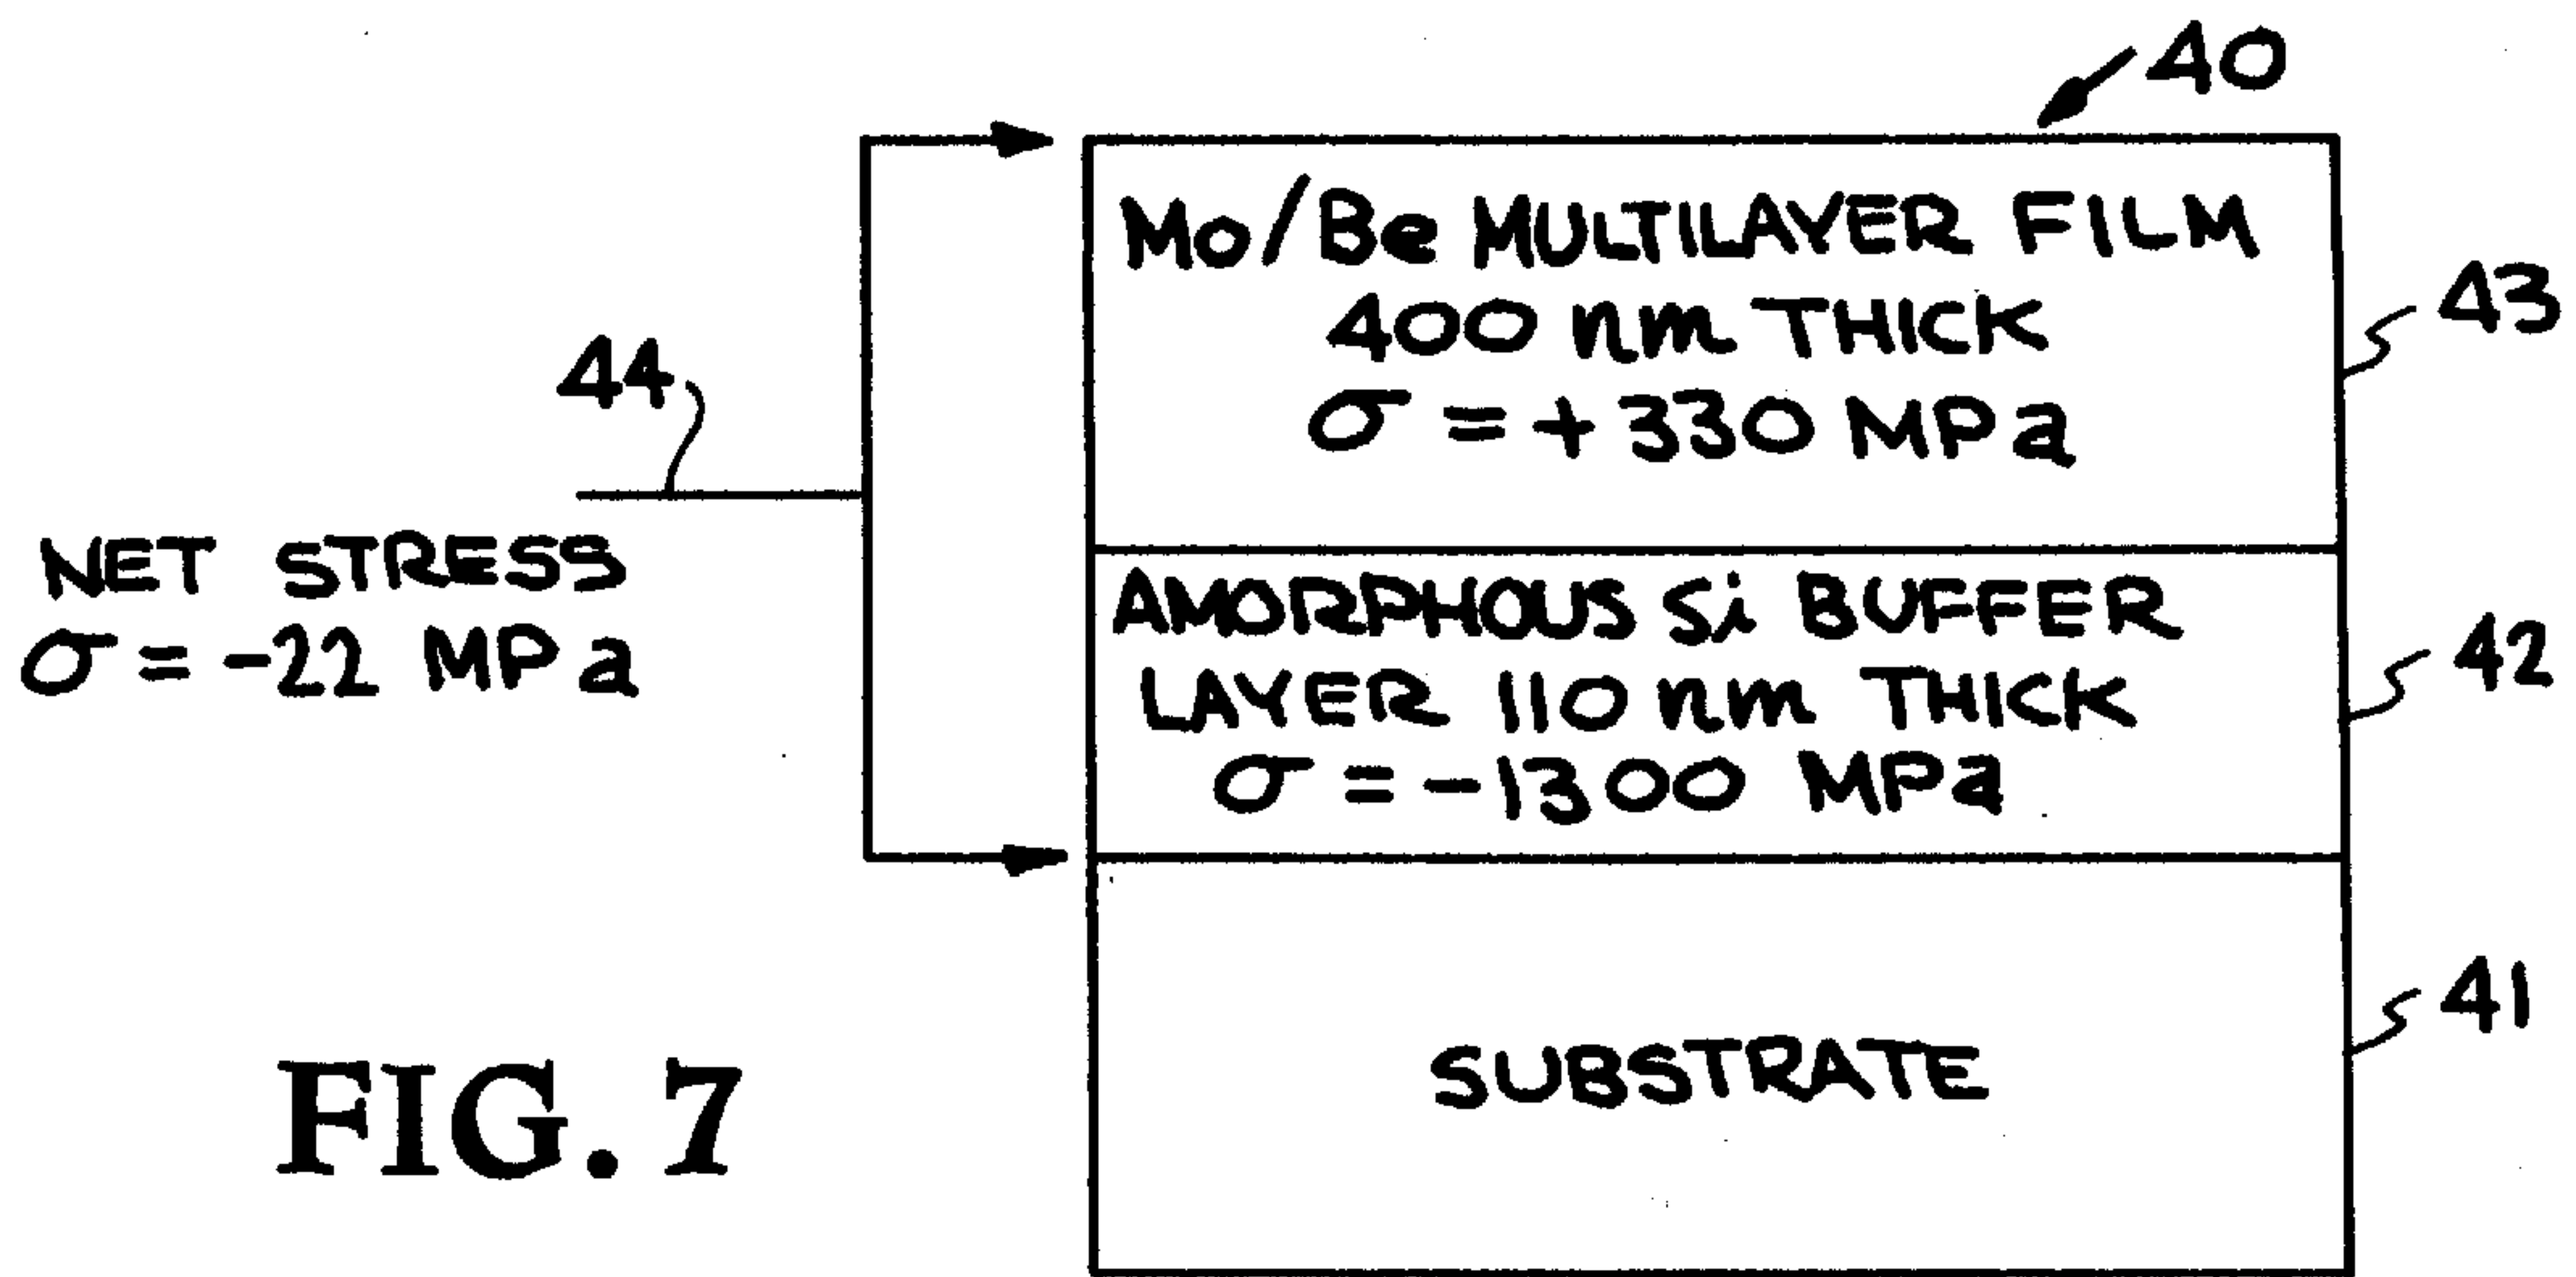 40
Mo/Be MULTILAYER FILM
400 nm THICK
σ = +330 MPa
43
44
NET STRESS
σ = -22 MPa
AMORPHOUS Si BUFFER
LAYER 110 nm THICK
σ = -1300 MPa
42
SUBSTRATE
41
FIG. 7